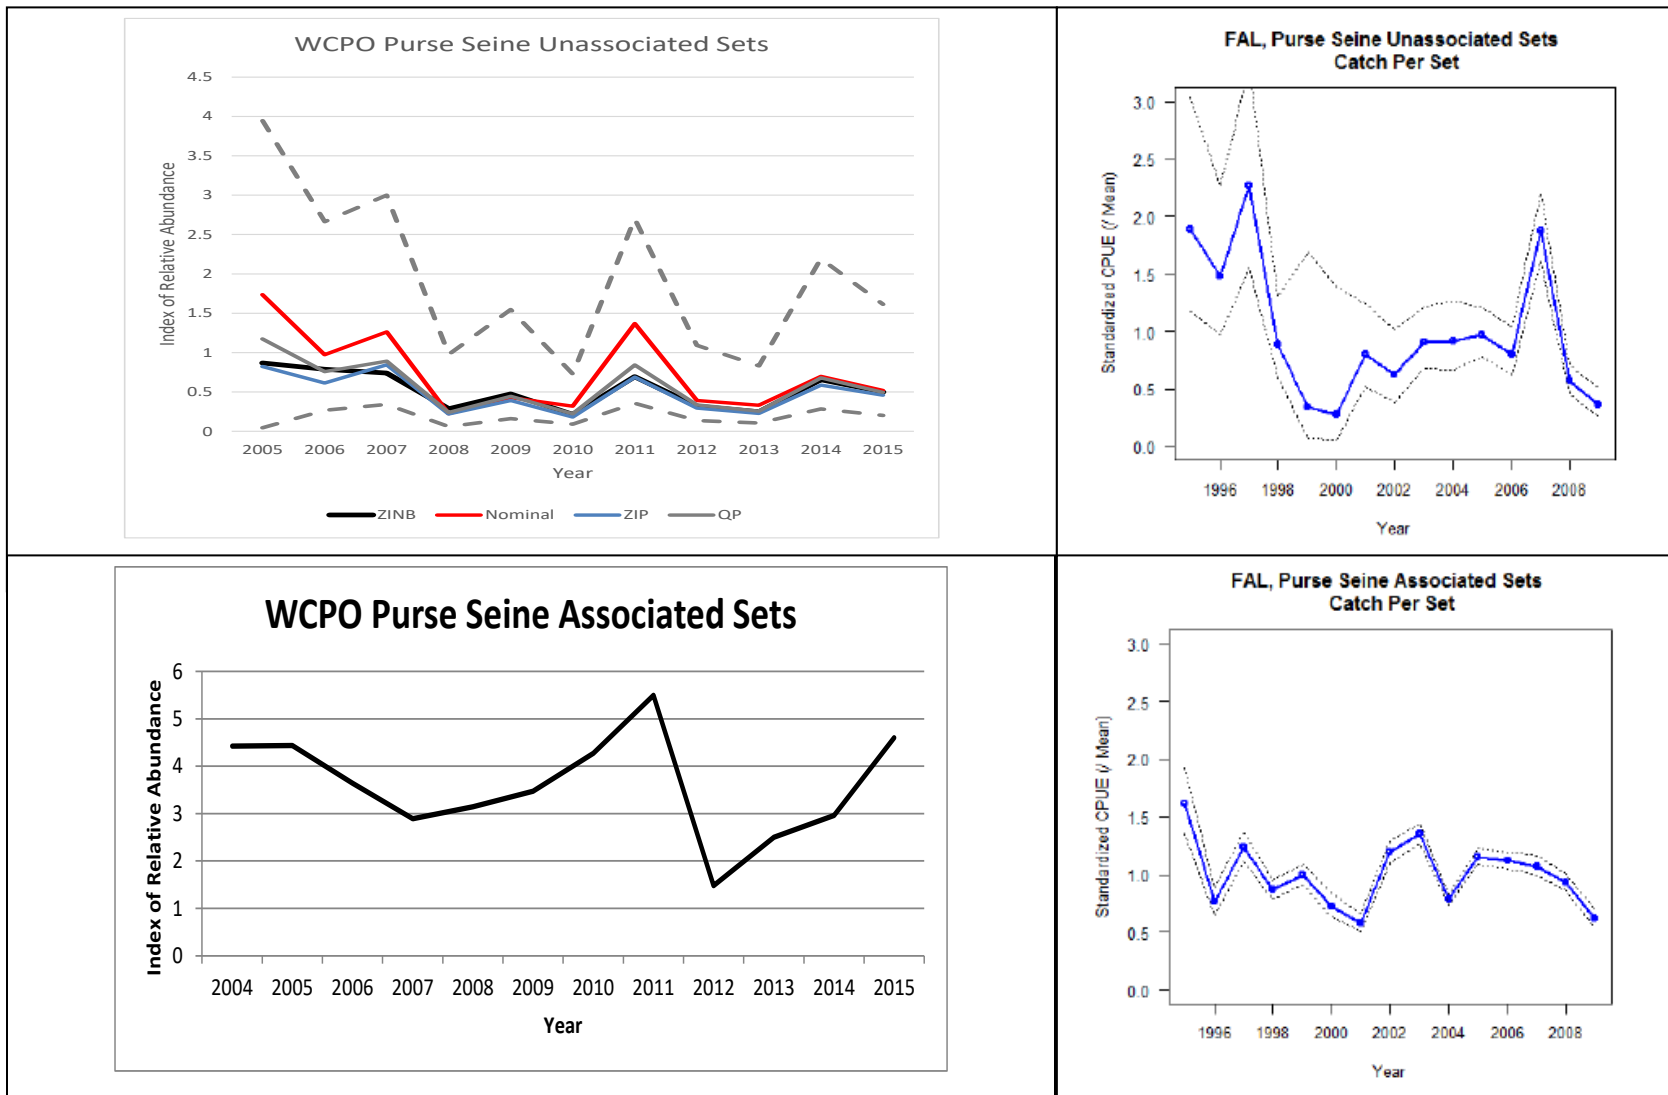 WCPO Purse Seine Unassociated Sets
Index of Relative Abundance
4.5
4
3.5
3
2.5
2
1.5
1
0.5
0
2005 2006 2007 2008 2009 2010 2011 2012 2013 2014 2015
Year
ZINB Nominal ZIP QP
FAL, Purse Seine Unassociated Sets
Catch Per Set
Standardized CPUE (/ Mean)
3.0
2.5
2.0
1.5
1.0
0.5
0.0
1996 1998 2000 2002 2004 2006 2008
Year
WCPO Purse Seine Associated Sets
Index of Relative Abundance
6
5
4
3
2
1
0
2004 2005 2006 2007 2008 2009 2010 2011 2012 2013 2014 2015
Year
FAL, Purse Seine Associated Sets
Catch Per Set
Standardized CPUE (/ Mean)
3.0
2.5
2.0
1.5
1.0
0.5
0.0
1996 1998 2000 2002 2004 2006 2008
Year